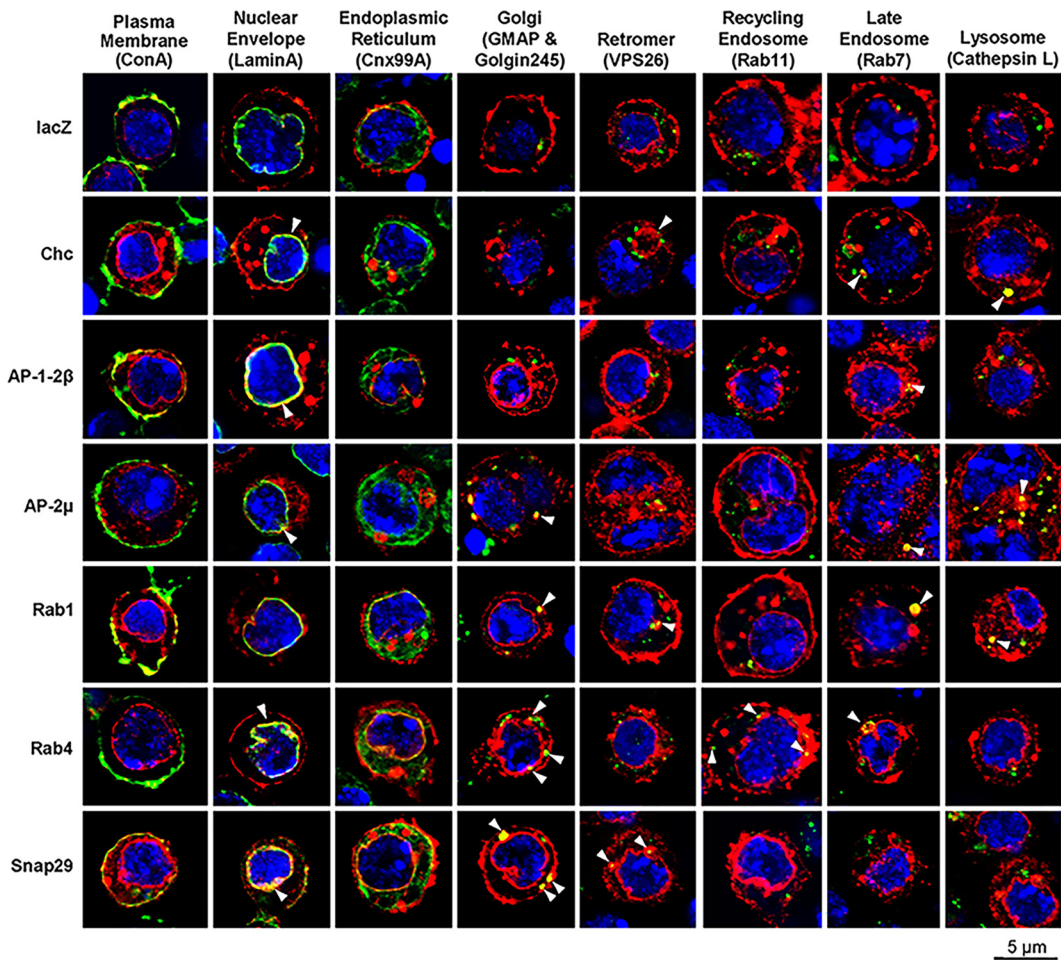 Plasma
Membrane
(ConA)
Nuclear
Envelope
(LaminA)
Endoplasmic
Reticulum
(Cnx99A)
Golgi
(GMAP &
Golgin245)
Retromer
(VPS26)
Recycling
Endosome
(Rab11)
Late
Endosome
(Rab7)
Lysosome
(Cathepsin L)
lacZ
Chc
AP-1-2β
AP-2µ
Rab1
Rab4
Snap29
5 µm